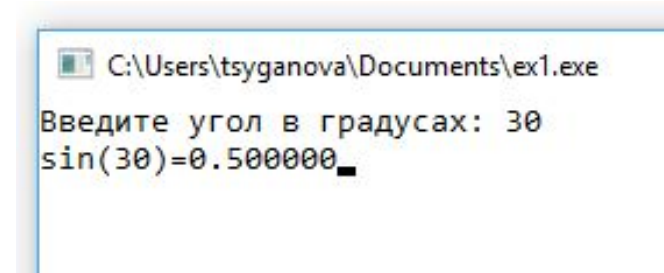 C:\Users\tsyganova\Documents\ex1.exe
Введите угол в градусах: 30
sin(30)=0.500000